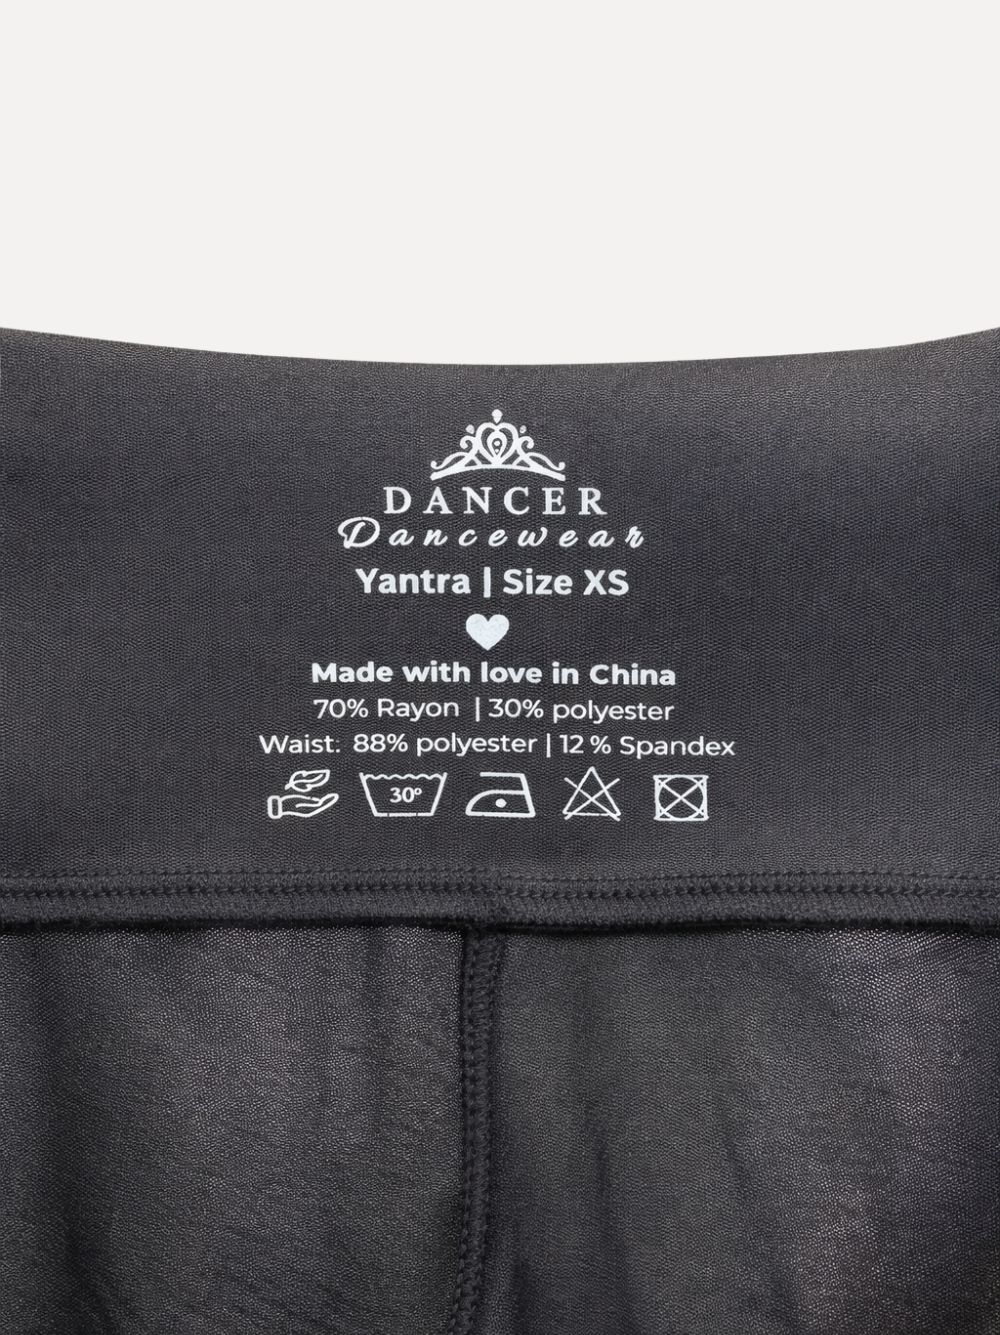 DANCER
Dancewear
Yantra | Size XS
Made with love in China
70% Rayon | 30% polyester
Waist: 88% polyester | 12% Spandex
30°